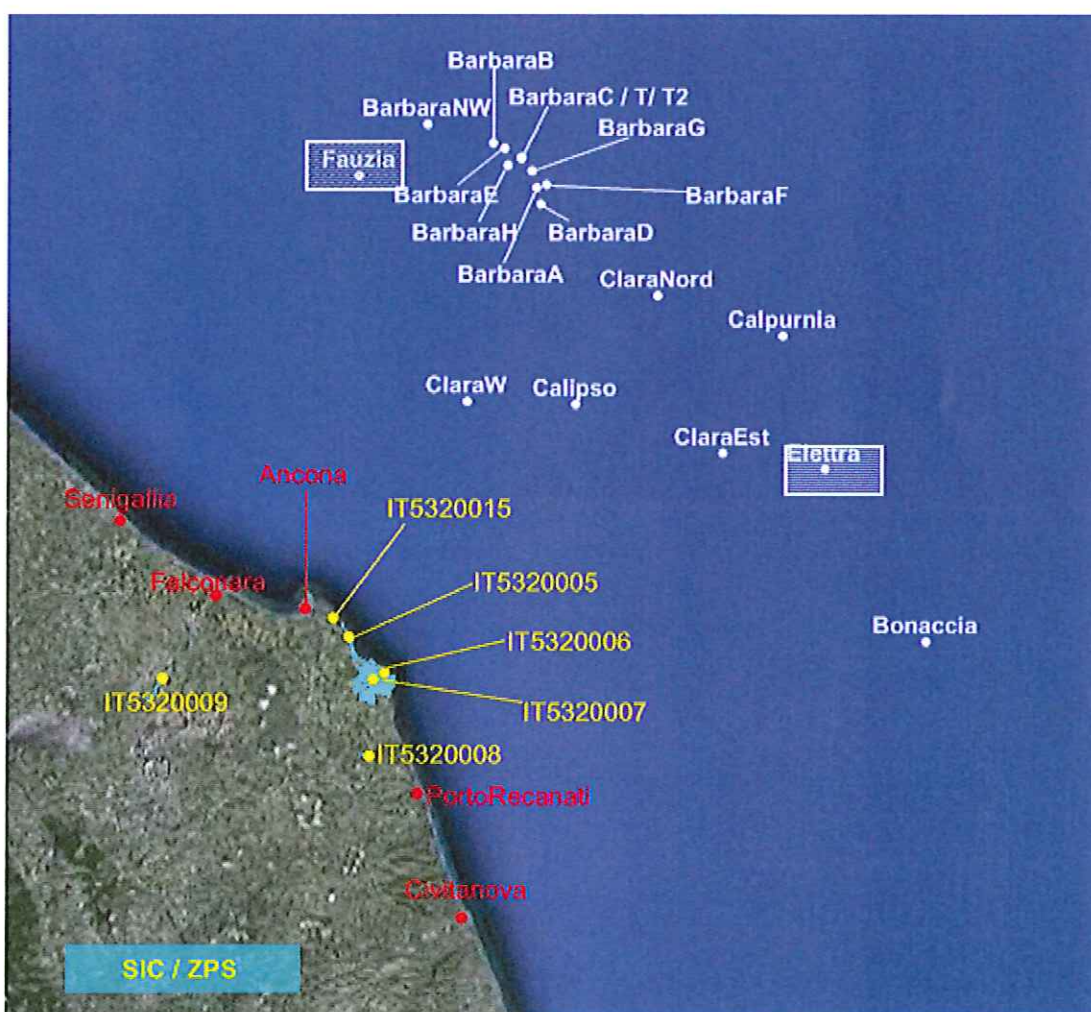 BarbaraB
BarbaraC / T/ T2
BarbaraNW
BarbaraG
Fauzia
BarbaraE
BarbaraF
BarbaraH
BarbaraD
BarbaraA
ClaraNord
Calpurnia
ClaraW
Calipso
ClaraEst
Elettra
Ancona
Senigallia
IT5320015
Falconara
IT5320005
Bonaccia
IT5320006
IT5320009
IT5320007
IT5320008
PortoRecanati
Civitanova
SIC / ZPS